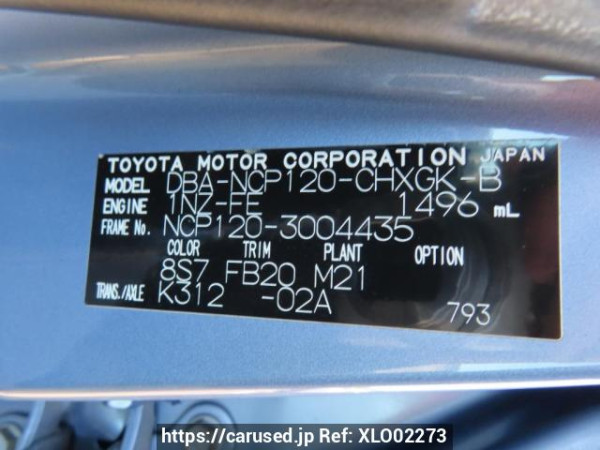 TOYOTA MOTOR CORPORATION JAPAN
MODEL DBA-NCP120-CHXGK-B
ENGINE 1NZ-FE 1496 mL
FRAME No. NCP120-3004435
COLOR TRIM PLANT OPTION
8S7 FB20 M21
TRANS./AXLE K312 -02A
793
https://carused.jp Ref: XLO02273